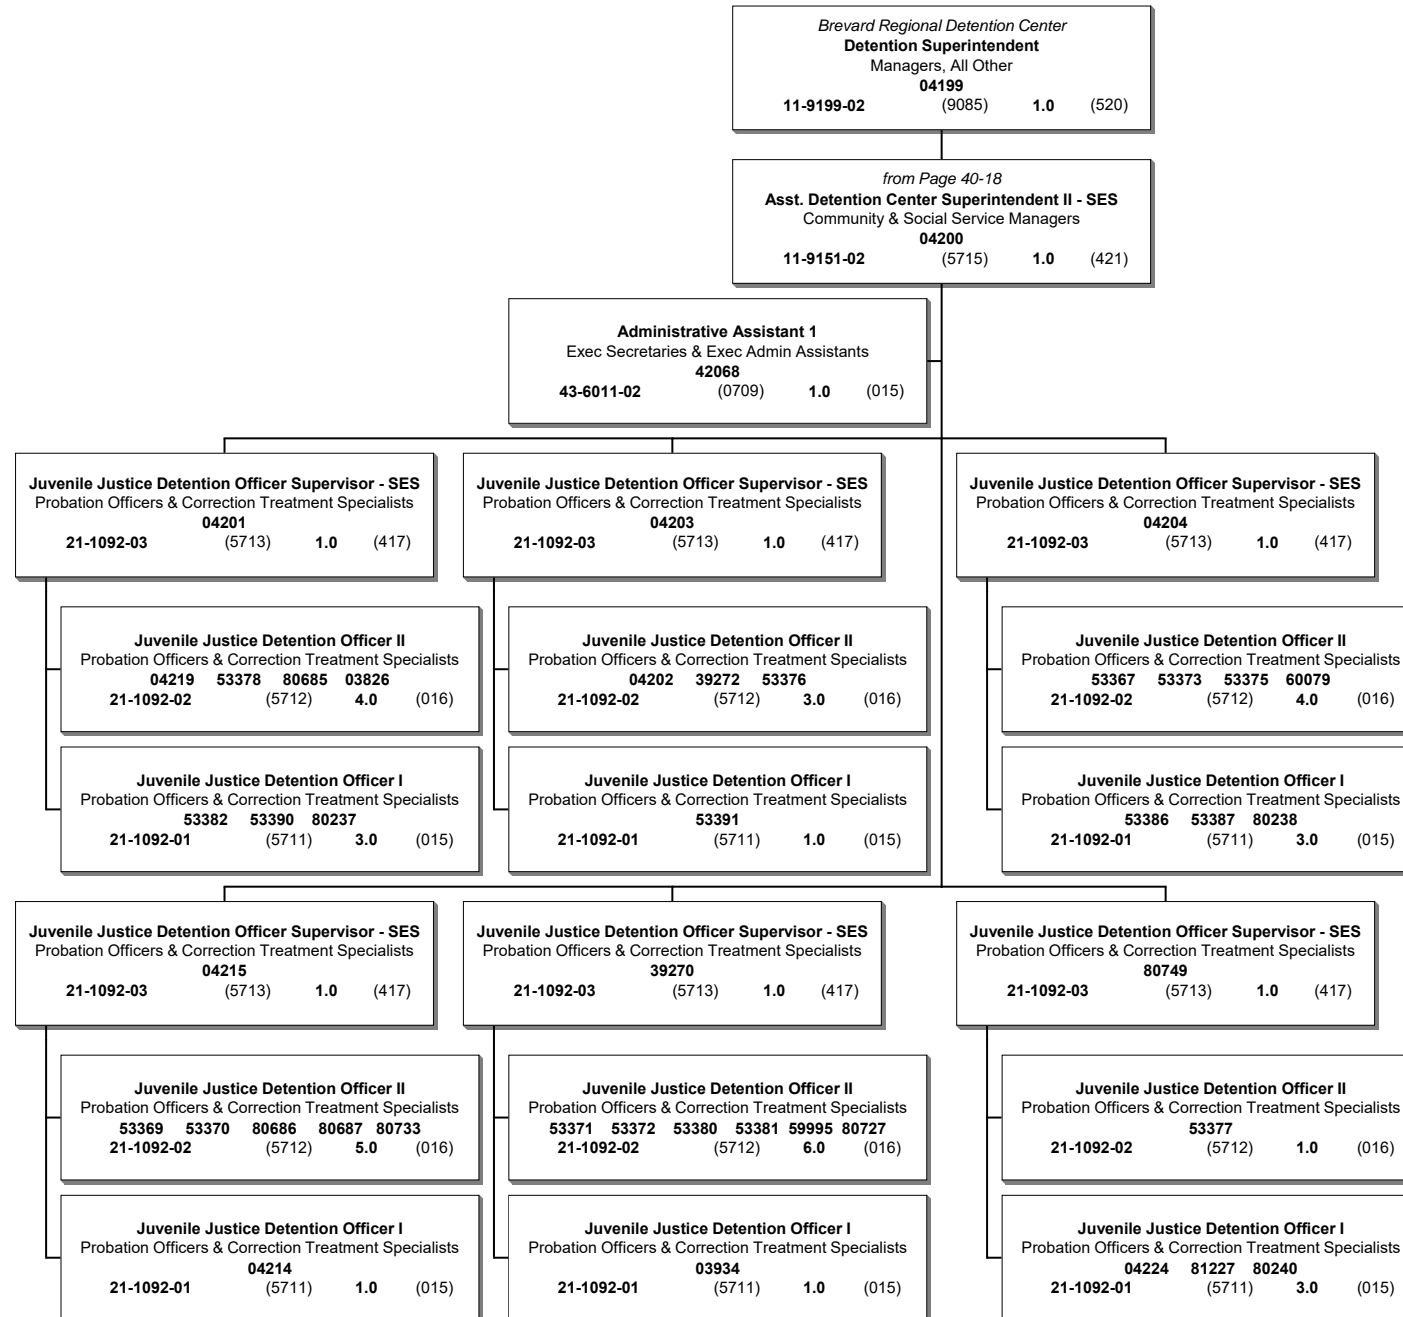 Brevard Regional Detention Center
Detention Superintendent
Managers, All Other
04199
11-9199-02 (9085) 1.0 (520)
from Page 40-18
Asst. Detention Center Superintendent II - SES
Community & Social Service Managers
04200
11-9151-02 (5715) 1.0 (421)
Administrative Assistant 1
Exec Secretaries & Exec Admin Assistants
42068
43-6011-02 (0709) 1.0 (015)
Juvenile Justice Detention Officer Supervisor - SES
Probation Officers & Correction Treatment Specialists
04201
21-1092-03 (5713) 1.0 (417)
Juvenile Justice Detention Officer II
Probation Officers & Correction Treatment Specialists
04219 53378 80685 03826
21-1092-02 (5712) 4.0 (016)
Juvenile Justice Detention Officer I
Probation Officers & Correction Treatment Specialists
53382 53390 80237
21-1092-01 (5711) 3.0 (015)
Juvenile Justice Detention Officer Supervisor - SES
Probation Officers & Correction Treatment Specialists
04203
21-1092-03 (5713) 1.0 (417)
Juvenile Justice Detention Officer II
Probation Officers & Correction Treatment Specialists
04202 39272 53376
21-1092-02 (5712) 3.0 (016)
Juvenile Justice Detention Officer I
Probation Officers & Correction Treatment Specialists
53391
21-1092-01 (5711) 1.0 (015)
Juvenile Justice Detention Officer Supervisor - SES
Probation Officers & Correction Treatment Specialists
04204
21-1092-03 (5713) 1.0 (417)
Juvenile Justice Detention Officer II
Probation Officers & Correction Treatment Specialists
53367 53373 53375 60079
21-1092-02 (5712) 4.0 (016)
Juvenile Justice Detention Officer I
Probation Officers & Correction Treatment Specialists
53386 53387 80238
21-1092-01 (5711) 3.0 (015)
Juvenile Justice Detention Officer Supervisor - SES
Probation Officers & Correction Treatment Specialists
04215
21-1092-03 (5713) 1.0 (417)
Juvenile Justice Detention Officer II
Probation Officers & Correction Treatment Specialists
53369 53370 80686 80687 80733
21-1092-02 (5712) 5.0 (016)
Juvenile Justice Detention Officer I
Probation Officers & Correction Treatment Specialists
04214
21-1092-01 (5711) 1.0 (015)
Juvenile Justice Detention Officer Supervisor - SES
Probation Officers & Correction Treatment Specialists
39270
21-1092-03 (5713) 1.0 (417)
Juvenile Justice Detention Officer II
Probation Officers & Correction Treatment Specialists
53371 53372 53380 53381 59995 80727
21-1092-02 (5712) 6.0 (016)
Juvenile Justice Detention Officer I
Probation Officers & Correction Treatment Specialists
03934
21-1092-01 (5711) 1.0 (015)
Juvenile Justice Detention Officer Supervisor - SES
Probation Officers & Correction Treatment Specialists
80749
21-1092-03 (5713) 1.0 (417)
Juvenile Justice Detention Officer II
Probation Officers & Correction Treatment Specialists
53377
21-1092-02 (5712) 1.0 (016)
Juvenile Justice Detention Officer I
Probation Officers & Correction Treatment Specialists
04224 81227 80240
21-1092-01 (5711) 3.0 (015)